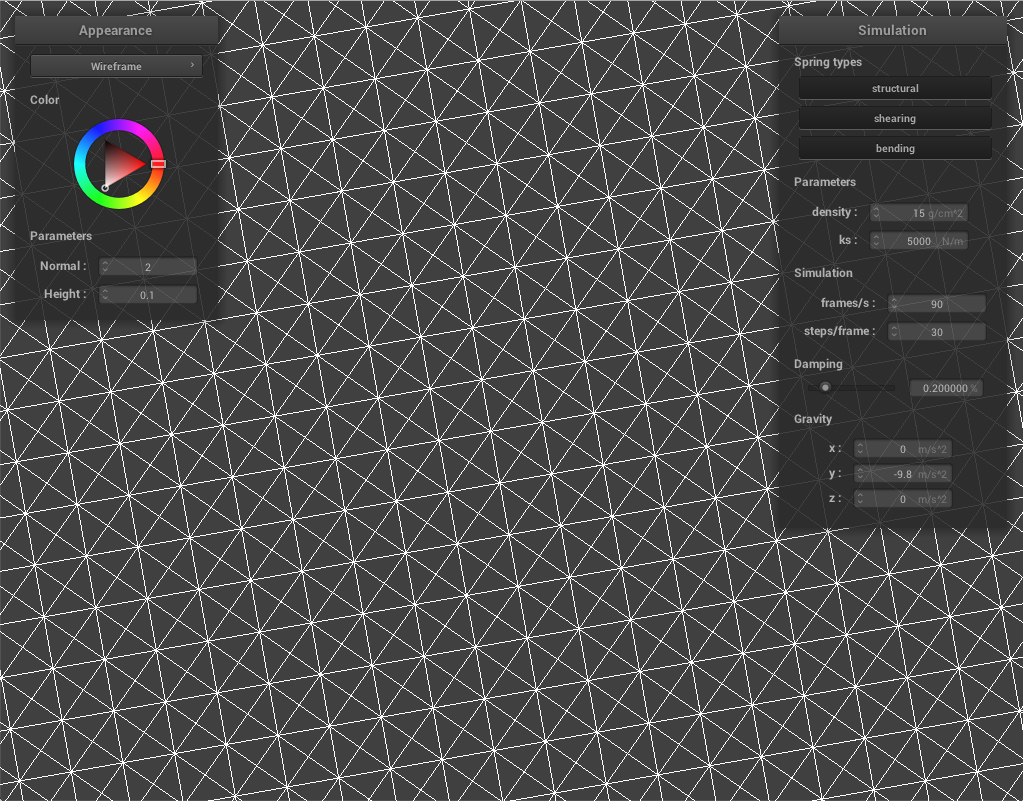 Appearance
Wireframe
Color
Parameters
Normal : 2
Height : 0.1
Simulation
Spring types
structural
shearing
bending
Parameters
density : 15 g/cm^2
ks : 5000 N/m
Simulation
frames/s : 90
steps/frame : 30
Damping
0.200000 %
Gravity
x : 0 m/s^2
y : -9.8 m/s^2
z : 0 m/s^2